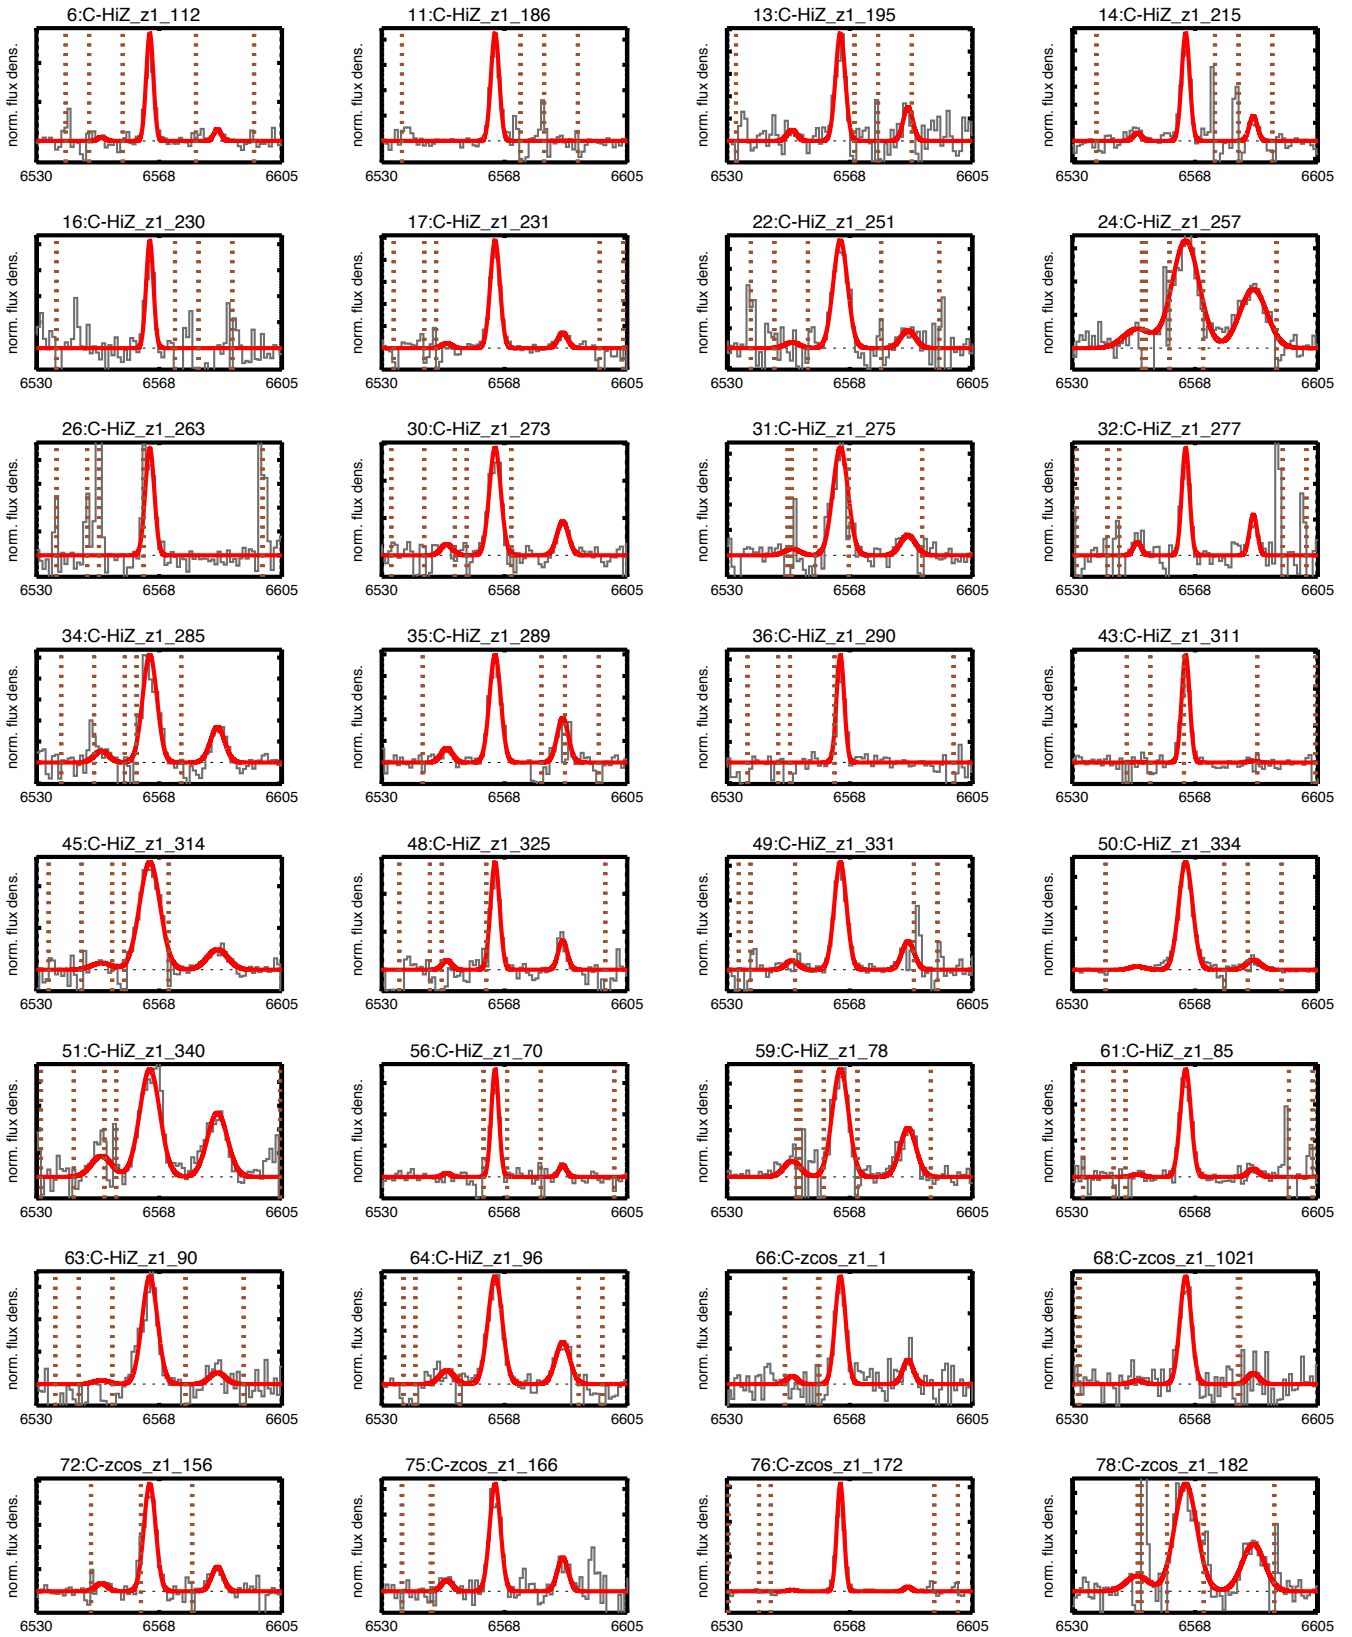 6:C-HiZ_z1_112 11:C-HiZ_z1_186 13:C-HiZ_z1_195 14:C-HiZ_z1_215
norm. flux dens. norm. flux dens. norm. flux dens. norm. flux dens.
6530 6568 6605 6530 6568 6605 6530 6568 6605 6530 6568 6605
16:C-HiZ_z1_230 17:C-HiZ_z1_231 22:C-HiZ_z1_251 24:C-HiZ_z1_257
norm. flux dens. norm. flux dens. norm. flux dens. norm. flux dens.
6530 6568 6605 6530 6568 6605 6530 6568 6605 6530 6568 6605
26:C-HiZ_z1_263 30:C-HiZ_z1_273 31:C-HiZ_z1_275 32:C-HiZ_z1_277
norm. flux dens. norm. flux dens. norm. flux dens. norm. flux dens.
6530 6568 6605 6530 6568 6605 6530 6568 6605 6530 6568 6605
34:C-HiZ_z1_285 35:C-HiZ_z1_289 36:C-HiZ_z1_290 43:C-HiZ_z1_311
norm. flux dens. norm. flux dens. norm. flux dens. norm. flux dens.
6530 6568 6605 6530 6568 6605 6530 6568 6605 6530 6568 6605
45:C-HiZ_z1_314 48:C-HiZ_z1_325 49:C-HiZ_z1_331 50:C-HiZ_z1_334
norm. flux dens. norm. flux dens. norm. flux dens. norm. flux dens.
6530 6568 6605 6530 6568 6605 6530 6568 6605 6530 6568 6605
51:C-HiZ_z1_340 56:C-HiZ_z1_70 59:C-HiZ_z1_78 61:C-HiZ_z1_85
norm. flux dens. norm. flux dens. norm. flux dens. norm. flux dens.
6530 6568 6605 6530 6568 6605 6530 6568 6605 6530 6568 6605
63:C-HiZ_z1_90 64:C-HiZ_z1_96 66:C-zcos_z1_1 68:C-zcos_z1_1021
norm. flux dens. norm. flux dens. norm. flux dens. norm. flux dens.
6530 6568 6605 6530 6568 6605 6530 6568 6605 6530 6568 6605
72:C-zcos_z1_156 75:C-zcos_z1_166 76:C-zcos_z1_172 78:C-zcos_z1_182
norm. flux dens. norm. flux dens. norm. flux dens. norm. flux dens.
6530 6568 6605 6530 6568 6605 6530 6568 6605 6530 6568 6605